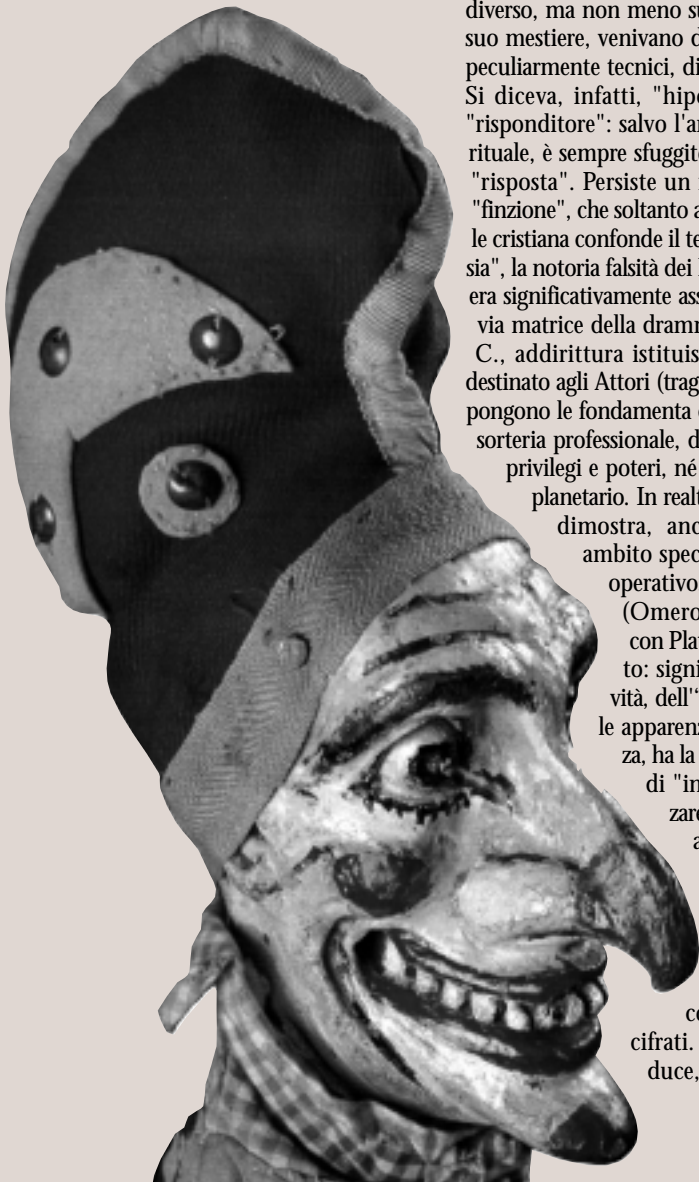 diverso, ma non meno su
suo mestiere, venivano d
peculiarmente tecnici, di
Si diceva, infatti, "hipo
"risponditore": salvo l'a
rituale, è sempre sfuggit
"risposta". Persiste un
"finzione", che soltanto a
le cristiana confonde il te
sia", la notoria falsità dei
era significativamente ass
via matrice della dramm
C., addirittura istituis
destinato agli Attori (trag
pongono le fondamenta
sorteria professionale, d
privilegi e poteri, né
planetario. In realt
dimostra, anc
ambito spec
operativo
(Omero
con Pla
to: signi
vità, dell'“
le apparenz
za, ha la
di "in
zare
a
co
cifrati.
duce,